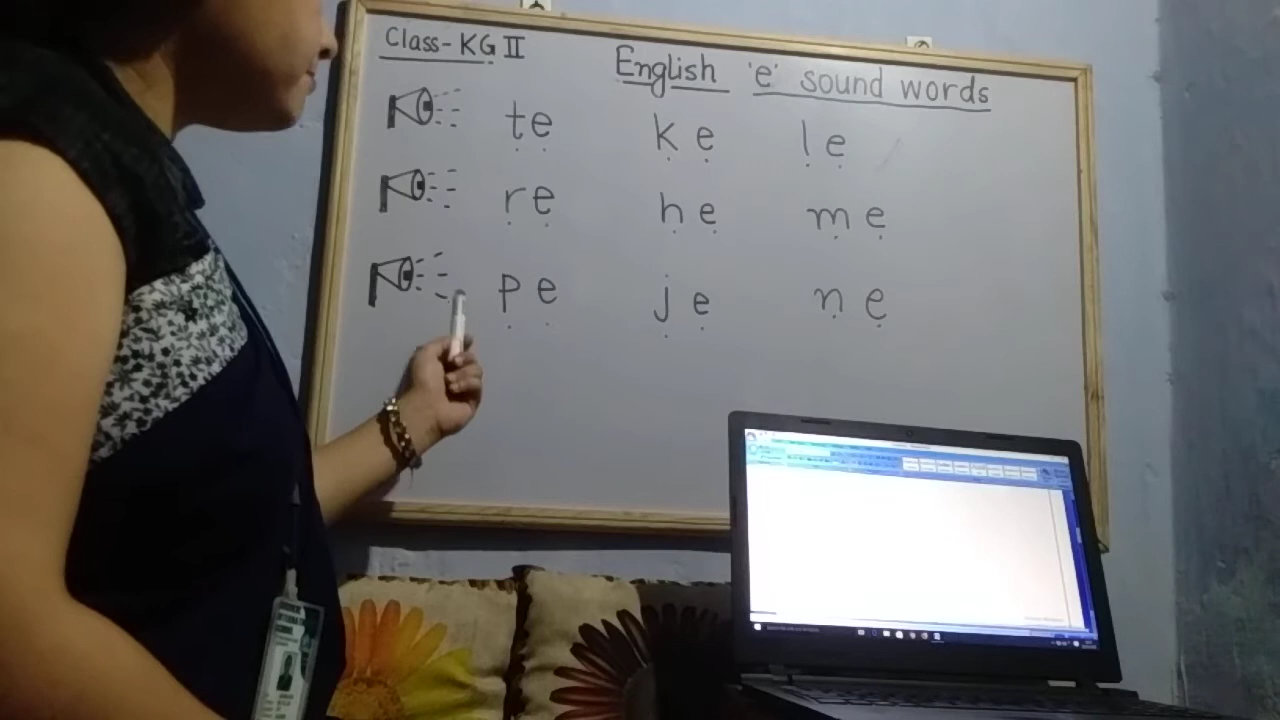 Class-KG II
English 'e' sound words
te ke le
re he me
pe je ne